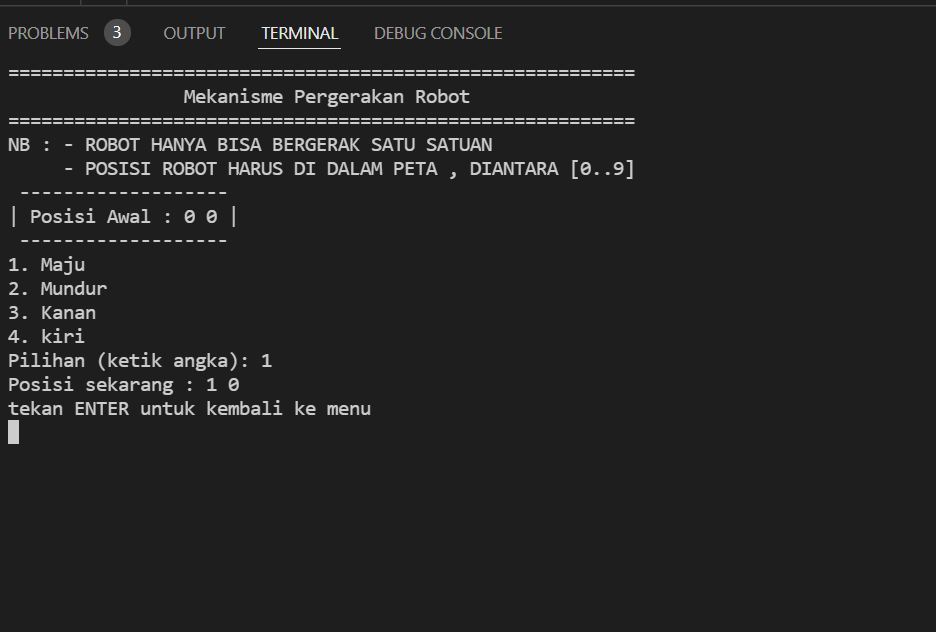 PROBLEMS 3 OUTPUT TERMINAL DEBUG CONSOLE
=========================================================
                Mekanisme Pergerakan Robot
=========================================================
NB : - ROBOT HANYA BISA BERGERAK SATU SATUAN
     - POSISI ROBOT HARUS DI DALAM PETA , DIANTARA [0..9]
 -------------------
| Posisi Awal : 0 0 |
 -------------------
1. Maju
2. Mundur
3. Kanan
4. kiri
Pilihan (ketik angka): 1
Posisi sekarang : 1 0
tekan ENTER untuk kembali ke menu